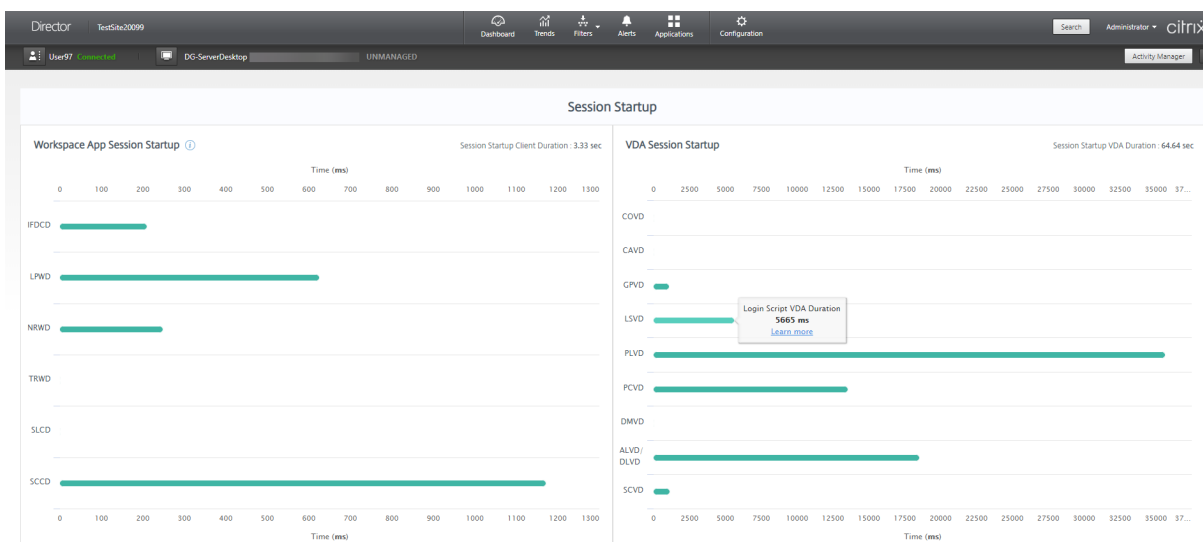 Director TestSite20099 Dashboard Trends Filters Alerts Applications Configuration Search Administrator citrix
User97 Connected DG-ServerDesktop UNMANAGED Activity Manager
Session Startup
Workspace App Session Startup Session Startup Client Duration : 3.33 sec
Time (ms)
0 100 200 300 400 500 600 700 800 900 1000 1100 1200 1300
IFDCD
LPWD
NRWD
TRWD
SLCD
SCCD
0 100 200 300 400 500 600 700 800 900 1000 1100 1200 1300
Time (ms)
VDA Session Startup Session Startup VDA Duration : 64.64 sec
Time (ms)
0 2500 5000 7500 10000 12500 15000 17500 20000 22500 25000 27500 30000 32500 35000 37...
COVD
CAVD
GPVD
LSVD
Login Script VDA Duration
5665 ms
Learn more
PLVD
PCVD
DMVD
ALVD/
DLVD
SCVD
0 2500 5000 7500 10000 12500 15000 17500 20000 22500 25000 27500 30000 32500 35000 37...
Time (ms)